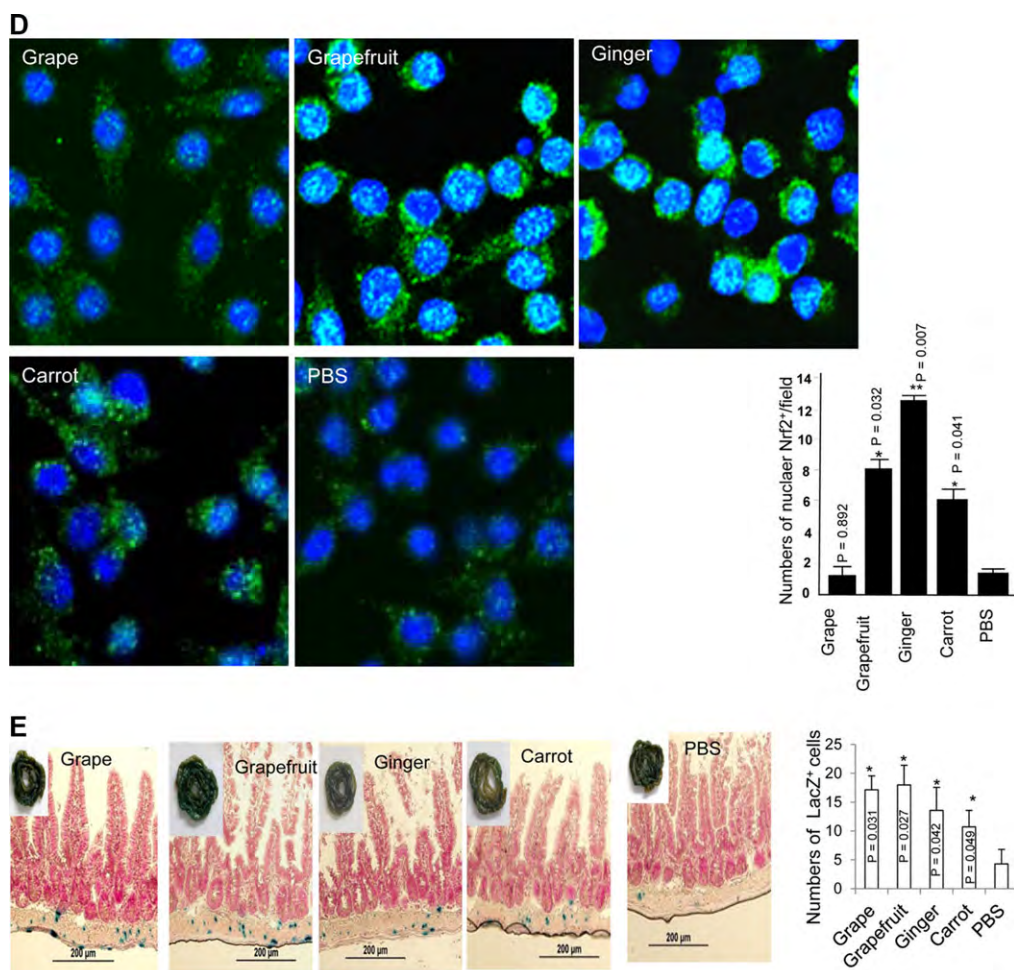 D
Grape
Grapefruit
Ginger
Carrot
PBS
Numbers of nuclaer Nrf2⁺/field
14
12
10
8
6
4
2
0
P = 0.892
* P = 0.032
** P = 0.007
* P = 0.041
Grape
Grapefruit
Ginger
Carrot
PBS
E
Grape
Grapefruit
Ginger
Carrot
PBS
200 µm
200 µm
200 µm
200 µm
200 µm
Numbers of LacZ⁺ cells
25
20
15
10
5
0
*
*
*
*
P = 0.031
P = 0.027
P = 0.042
P = 0.049
Grape
Grapefruit
Ginger
Carrot
PBS